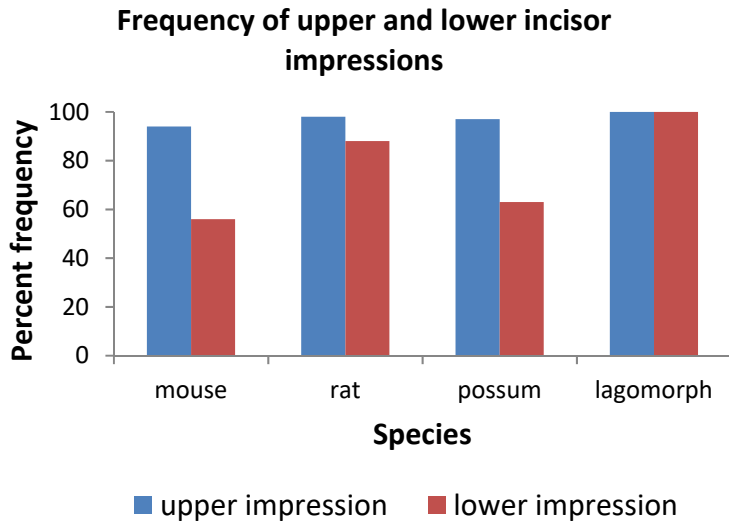 Frequency of upper and lower incisor
impressions
Percent frequency
100
80
60
40
20
0
mouse rat possum lagomorph
Species
upper impression lower impression